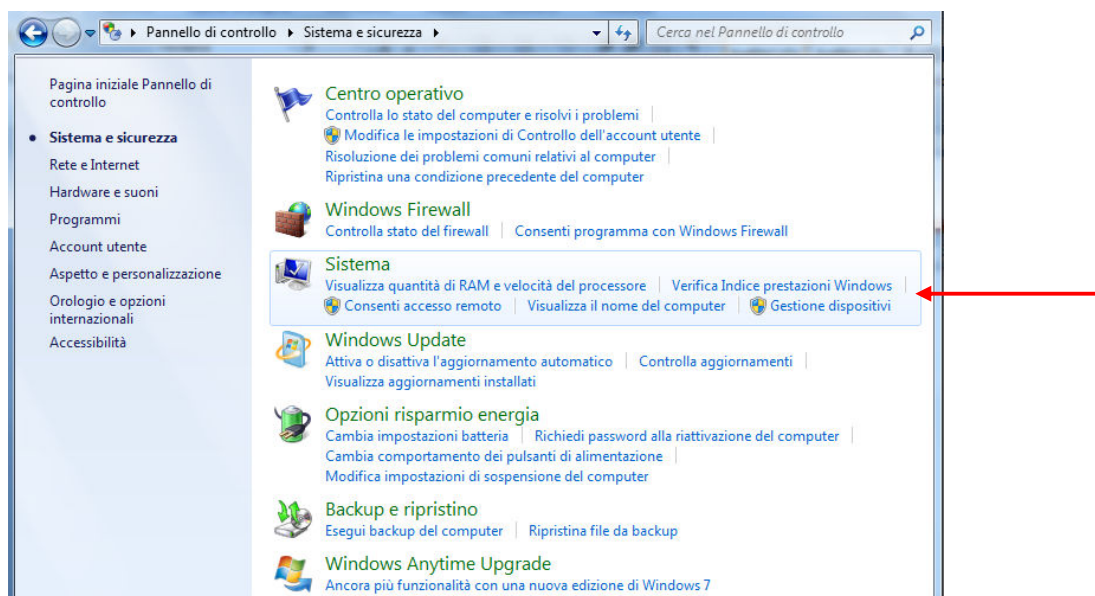 Pannello di controllo Sistema e sicurezza
Cerca nel Pannello di controllo
Pagina iniziale Pannello di
controllo
Sistema e sicurezza
Rete e Internet
Hardware e suoni
Programmi
Account utente
Aspetto e personalizzazione
Orologio e opzioni
internazionali
Accessibilità
Centro operativo
Controlla lo stato del computer e risolvi i problemi
Modifica le impostazioni di Controllo dell'account utente
Risoluzione dei problemi comuni relativi al computer
Ripristina una condizione precedente del computer
Windows Firewall
Controlla stato del firewall Consenti programma con Windows Firewall
Sistema
Visualizza quantità di RAM e velocità del processore Verifica Indice prestazioni Windows
Consenti accesso remoto Visualizza il nome del computer Gestione dispositivi
Windows Update
Attiva o disattiva l'aggiornamento automatico Controlla aggiornamenti
Visualizza aggiornamenti installati
Opzioni risparmio energia
Cambia impostazioni batteria Richiedi password alla riattivazione del computer
Cambia comportamento dei pulsanti di alimentazione
Modifica impostazioni di sospensione del computer
Backup e ripristino
Esegui backup del computer Ripristina file da backup
Windows Anytime Upgrade
Ancora più funzionalità con una nuova edizione di Windows 7